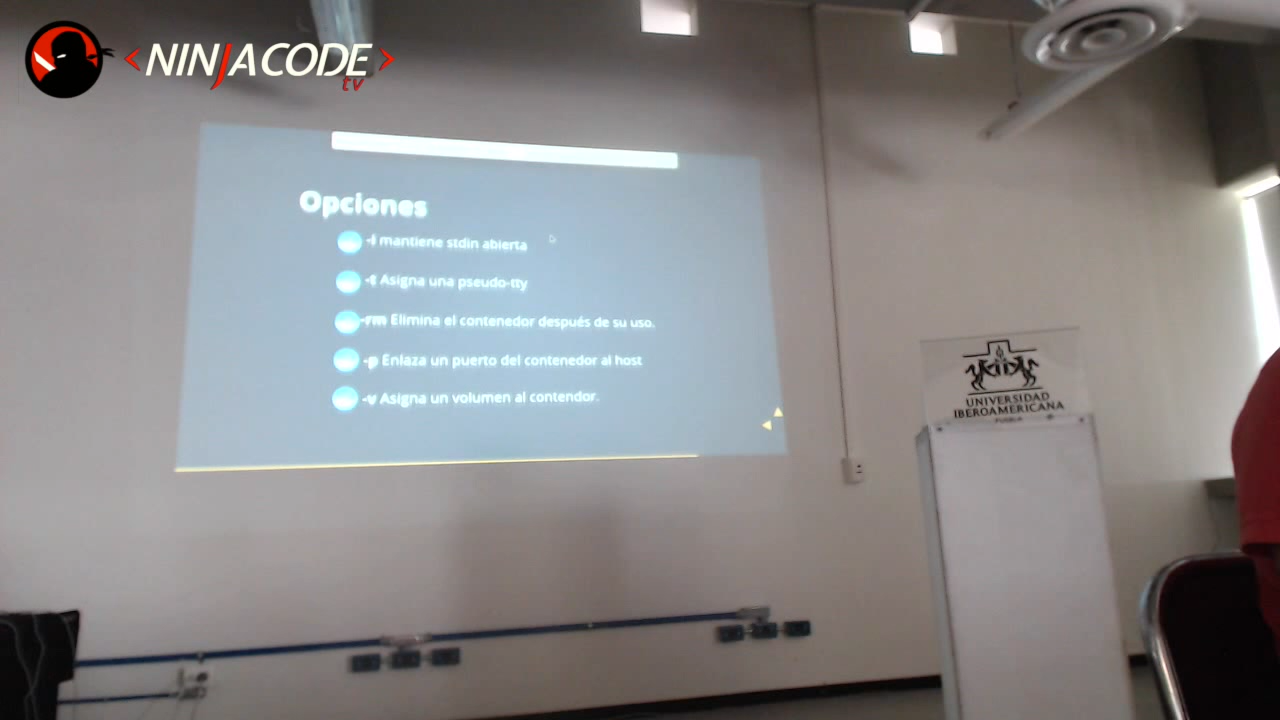 <NINJACODE>
tv
Opciones
-i mantiene stdin abierta
-t Asigna una pseudo-tty
-rm Elimina el contenedor después de su uso.
-p Enlaza un puerto del contenedor al host
-v Asigna un volumen al contendor.
UNIVERSIDAD
IBEROAMERICANA
PUEBLA